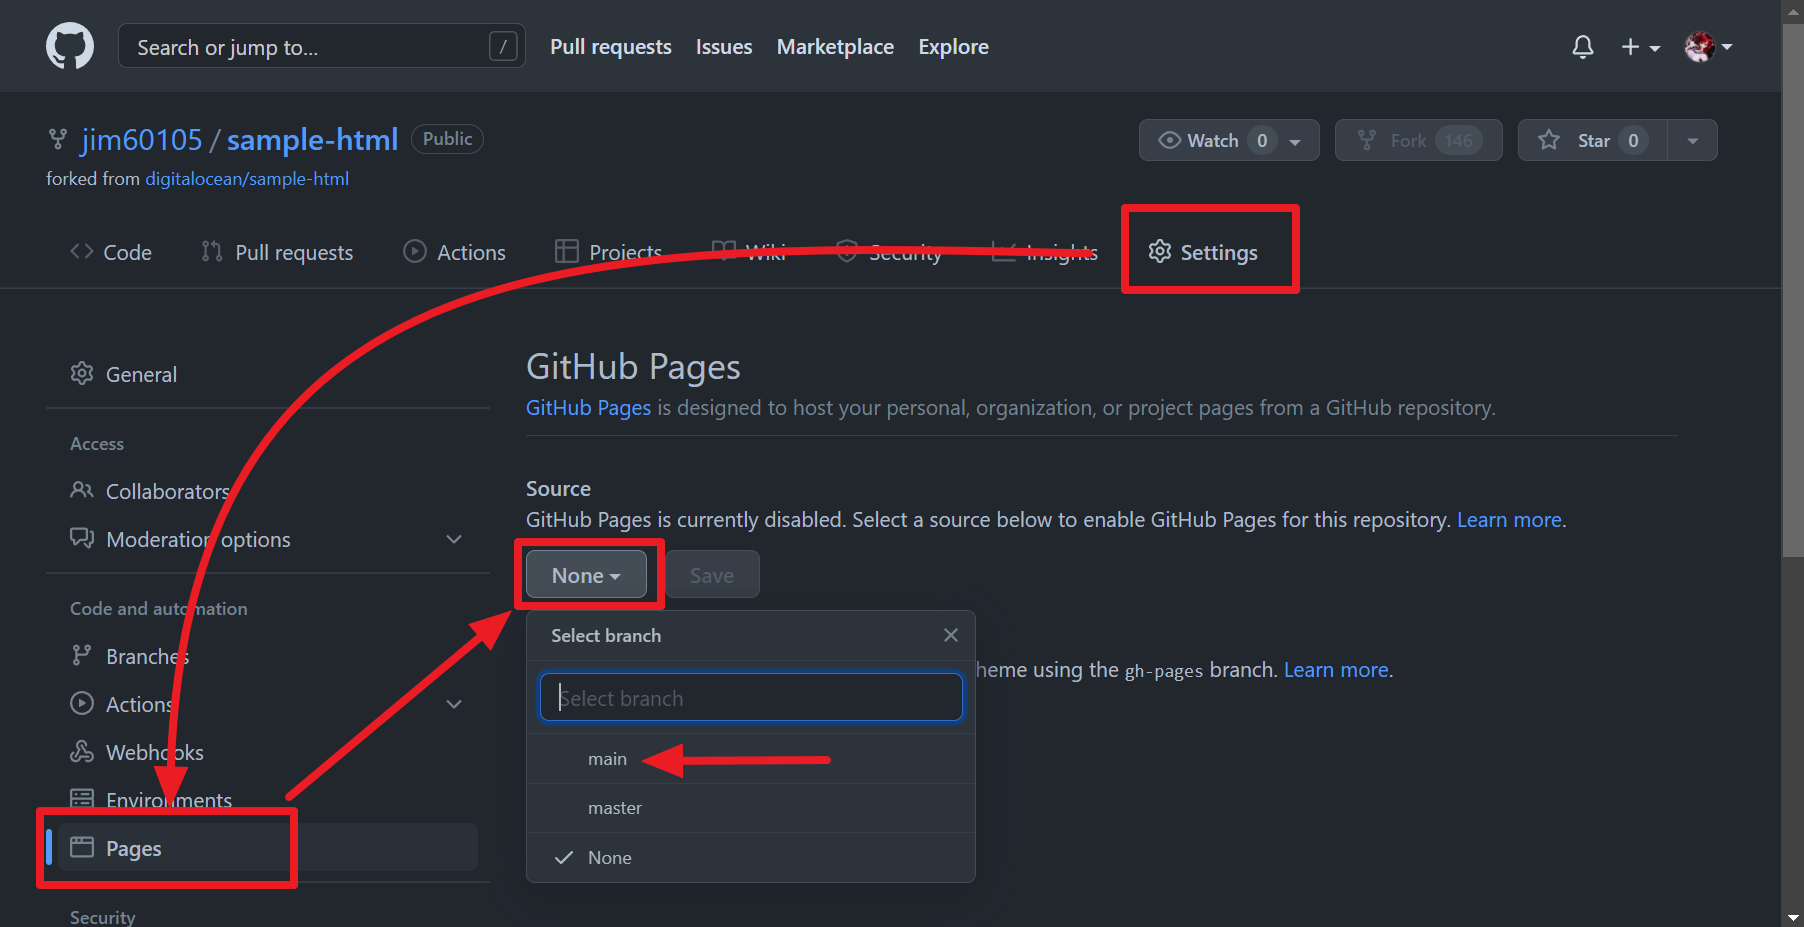 Search or jump to... /
Pull requests Issues Marketplace Explore
jim60105 / sample-html Public
Watch 0
Fork 146
Star 0
forked from digitalocean/sample-html
Code Pull requests Actions Projects Wiki Security Insights Settings
General
Access
Collaborators
Moderation options
Code and automation
Branches
Actions
Webhooks
Environments
Pages
Security
GitHub Pages
GitHub Pages is designed to host your personal, organization, or project pages from a GitHub repository.
Source
GitHub Pages is currently disabled. Select a source below to enable GitHub Pages for this repository. Learn more.
None Save
Select branch
heme using the gh-pages branch. Learn more.
Select branch
main
master
None